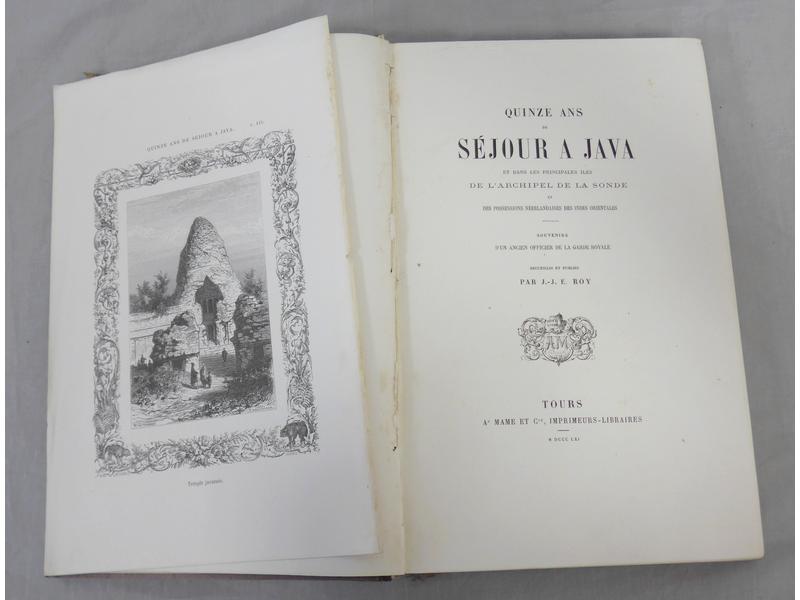 QUINZE ANS DE SÉJOUR A JAVA.
Temple javanais.
QUINZE ANS
DE
SÉJOUR A JAVA
ET DANS LES PRINCIPALES ILES
DE L'ARCHIPEL DE LA SONDE
ET
DES POSSESSIONS NÉERLANDAISES DES INDES ORIENTALES
SOUVENIRS
D'UN ANCIEN OFFICIER DE LA GARDE ROYALE
RECUEILLIS ET PUBLIÉS
PAR J.-J. E. ROY
AM
TOURS
Ad MAME ET Cie, IMPRIMEURS-LIBRAIRES
M DCCC LXI